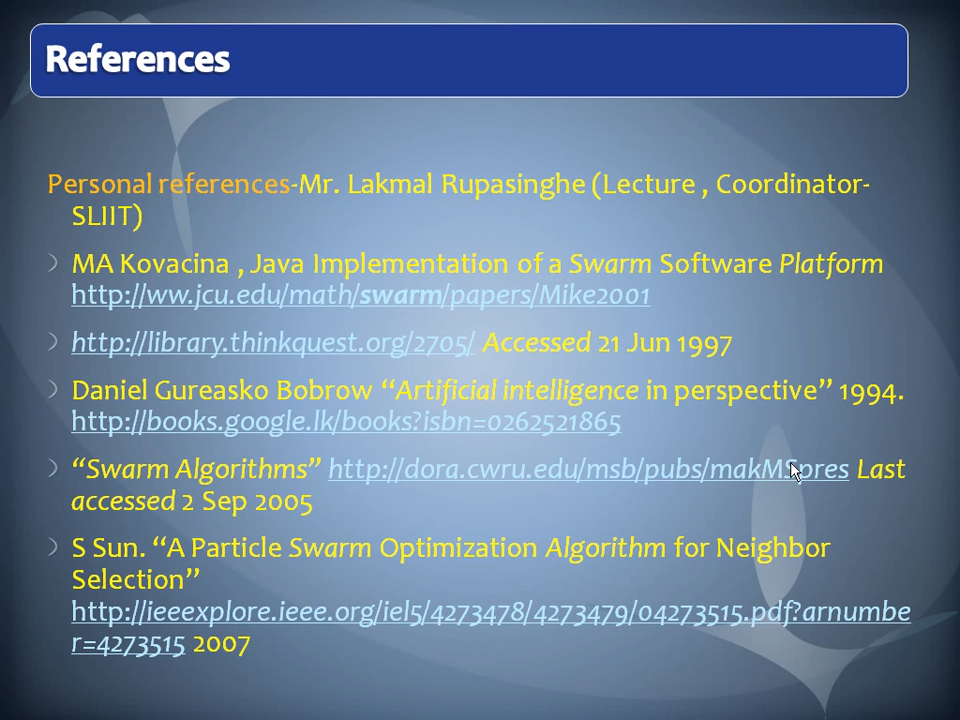 References
Personal references-Mr. Lakmal Rupasinghe (Lecture , Coordinator-
SLIIT)
MA Kovacina , Java Implementation of a Swarm Software Platform
http://ww.jcu.edu/math/swarm/papers/Mike2001
http://library.thinkquest.org/2705/ Accessed 21 Jun 1997
Daniel Gureasko Bobrow “Artificial intelligence in perspective” 1994.
http://books.google.lk/books?isbn=0262521865
“Swarm Algorithms” http://dora.cwru.edu/msb/pubs/makMSpres Last
accessed 2 Sep 2005
S Sun. “A Particle Swarm Optimization Algorithm for Neighbor
Selection”
http://ieeexplore.ieee.org/iel5/4273478/4273479/04273515.pdf?arnumbe
r=4273515 2007